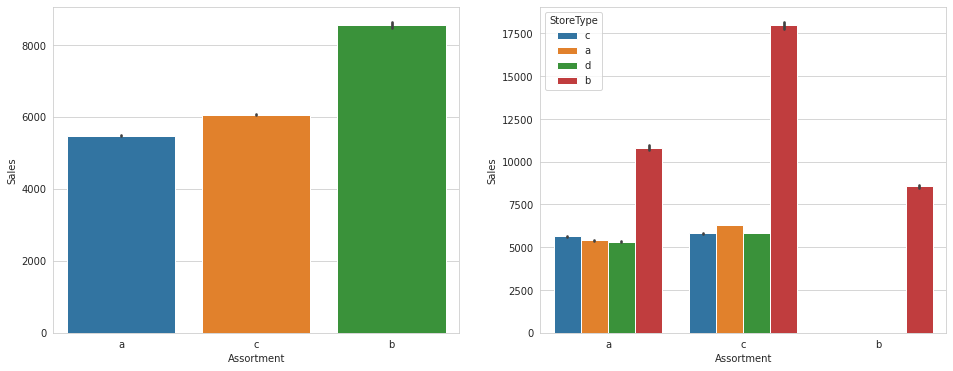 8000
6000
4000
2000
0
Sales
a c b
Assortment
StoreType
c
a
d
b
17500
15000
12500
10000
7500
5000
2500
0
Sales
a c b
Assortment